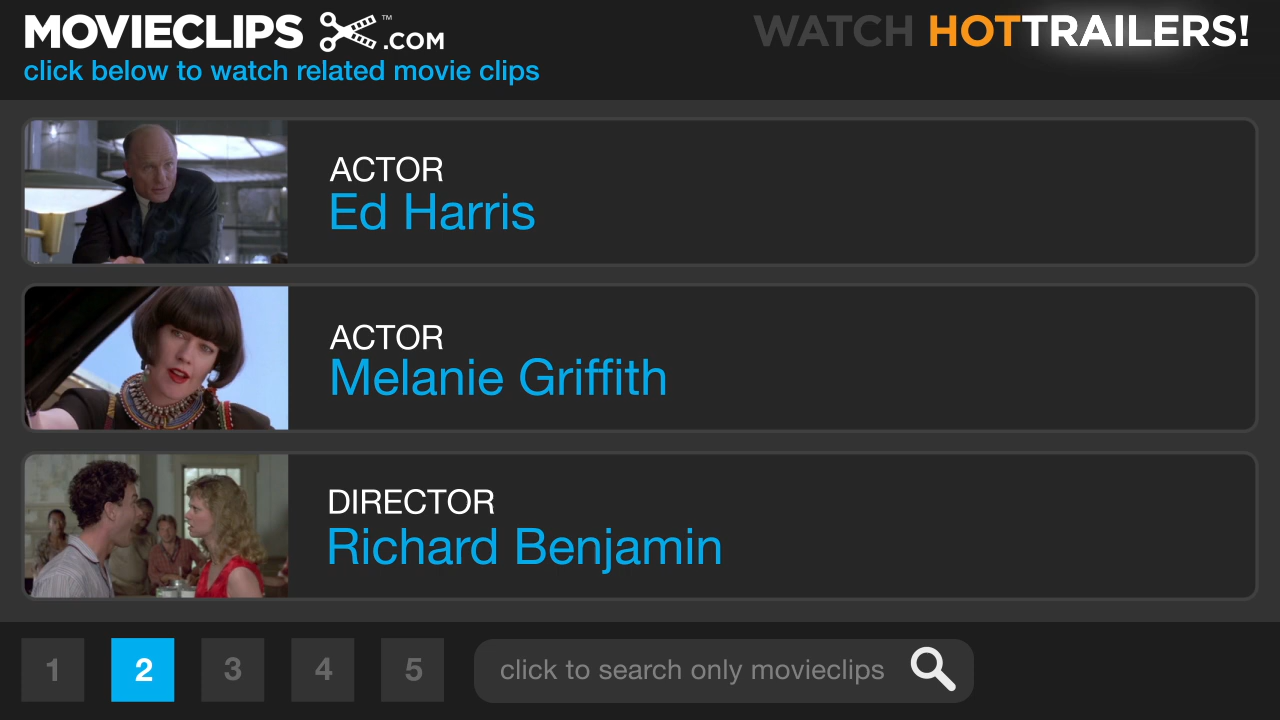 MOVIECLIPS ™ .COM
WATCH HOTTRAILERS!
click below to watch related movie clips
ACTOR
Ed Harris
ACTOR
Melanie Griffith
DIRECTOR
Richard Benjamin
1 2 3 4 5 click to search only movieclips